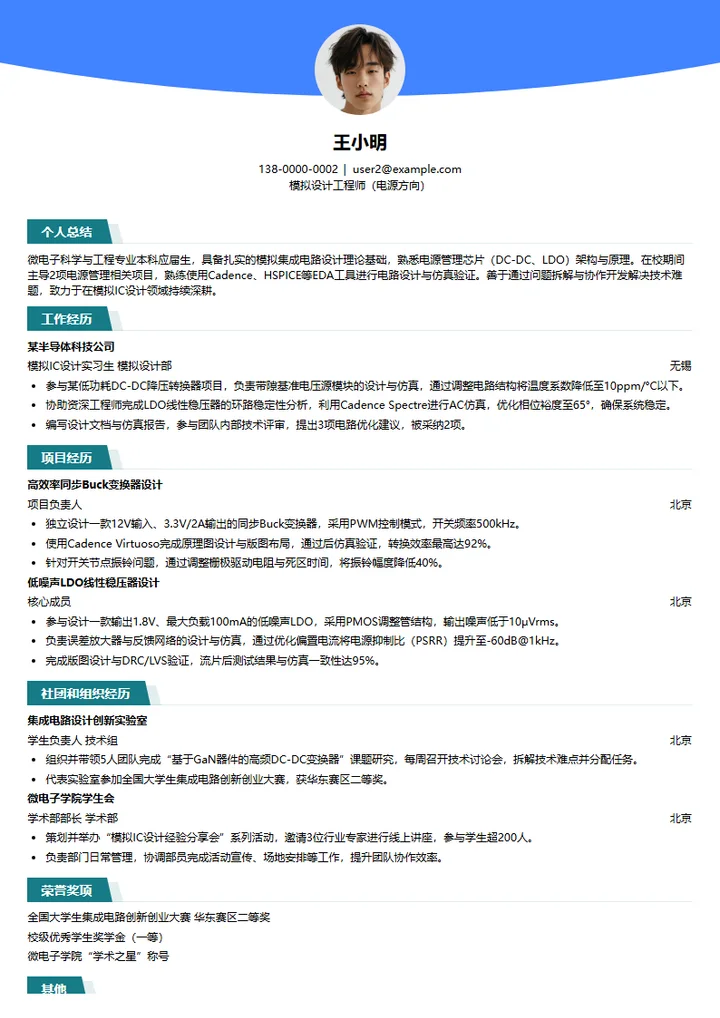 王小明
138-0000-0002 | user2@example.com
模拟设计工程师（电源方向）
个人总结
微电子科学与工程专业本科应届生，具备扎实的模拟集成电路设计理论基础，熟悉电源管理芯片（DC-DC、LDO）架构与原理。在校期间
主导2项电源管理相关项目，熟练使用Cadence、HSPICE等EDA工具进行电路设计与仿真验证。善于通过问题拆解与协作开发解决技术难
题，致力于在模拟IC设计领域持续深耕。
工作经历
某半导体科技公司
模拟IC设计实习生 模拟设计部 无锡
• 参与某低功耗DC-DC降压转换器项目，负责带隙基准电压源模块的设计与仿真，通过调整电路结构将温度系数降低至10ppm/°C以下。
• 协助资深工程师完成LDO线性稳压器的环路稳定性分析，利用Cadence Spectre进行AC仿真，优化相位裕度至65°，确保系统稳定。
• 编写设计文档与仿真报告，参与团队内部技术评审，提出3项电路优化建议，被采纳2项。
项目经历
高效率同步Buck变换器设计
项目负责人 北京
• 独立设计一款12V输入、3.3V/2A输出的同步Buck变换器，采用PWM控制模式，开关频率500kHz。
• 使用Cadence Virtuoso完成原理图设计与版图布局，通过后仿真验证，转换效率最高达92%。
• 针对开关节点振铃问题，通过调整栅极驱动电阻与死区时间，将振铃幅度降低40%。
低噪声LDO线性稳压器设计
核心成员 北京
• 参与设计一款输出1.8V、最大负载100mA的低噪声LDO，采用PMOS调整管结构，输出噪声低于10μVrms。
• 负责误差放大器与反馈网络的设计与仿真，通过优化偏置电流将电源抑制比（PSRR）提升至-60dB@1kHz。
• 完成版图设计与DRC/LVS验证，流片后测试结果与仿真一致性达95%。
社团和组织经历
集成电路设计创新实验室
学生负责人 技术组 北京
• 组织并带领5人团队完成“基于GaN器件的高频DC-DC变换器”课题研究，每周召开技术讨论会，拆解技术难点并分配任务。
• 代表实验室参加全国大学生集成电路创新创业大赛，获华东赛区二等奖。
微电子学院学生会
学术部部长 学术部 北京
• 策划并举办“模拟IC设计经验分享会”系列活动，邀请3位行业专家进行线上讲座，参与学生超200人。
• 负责部门日常管理，协调部员完成活动宣传、场地安排等工作，提升团队协作效率。
荣誉奖项
全国大学生集成电路创新创业大赛 华东赛区二等奖
校级优秀学生奖学金（一等）
微电子学院“学术之星”称号
其他